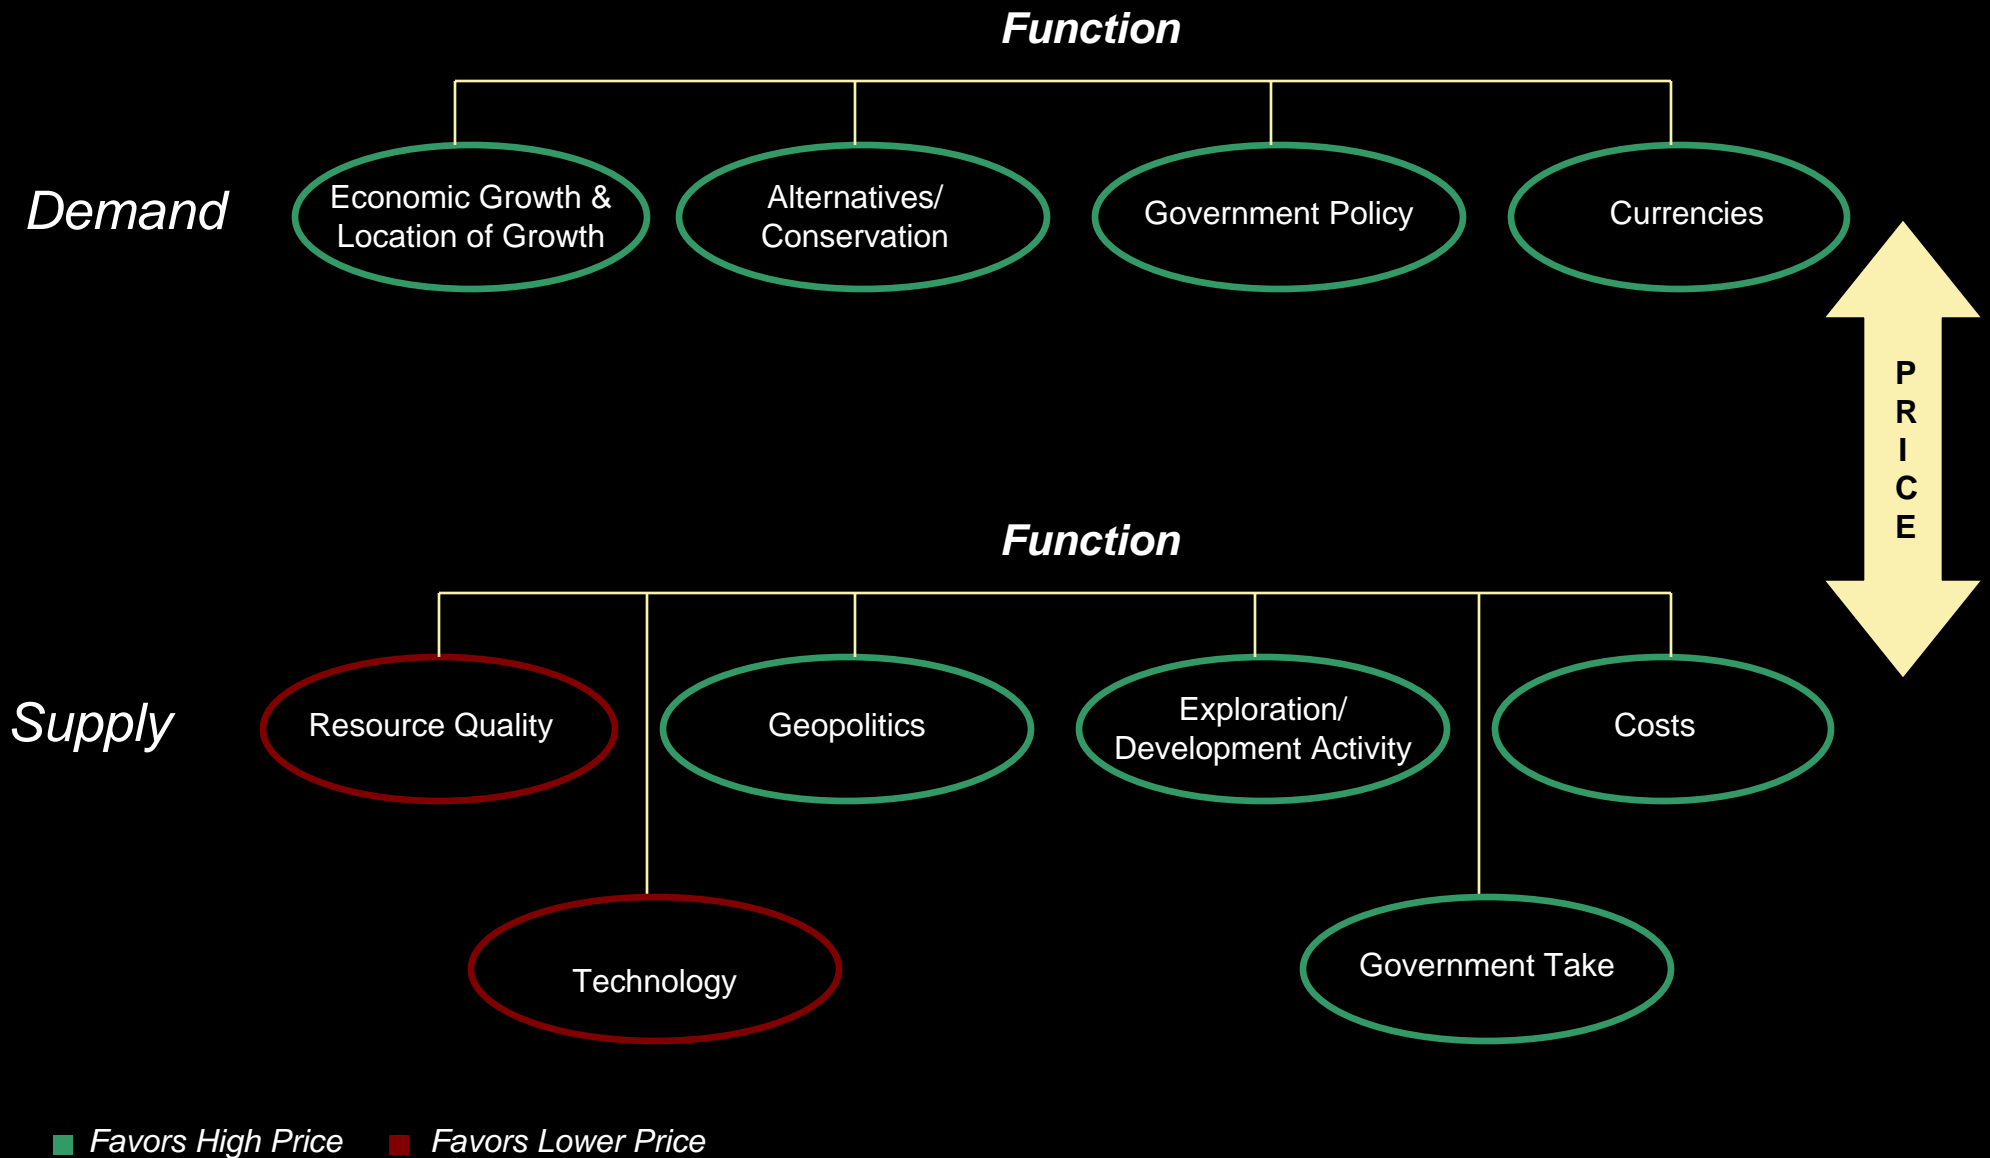 Function
Demand
Economic Growth &
Location of Growth
Alternatives/
Conservation
Government Policy
Currencies
P
R
I
C
E
Function
Supply
Resource Quality
Geopolitics
Exploration/
Development Activity
Costs
Technology
Government Take
Favors High Price
Favors Lower Price